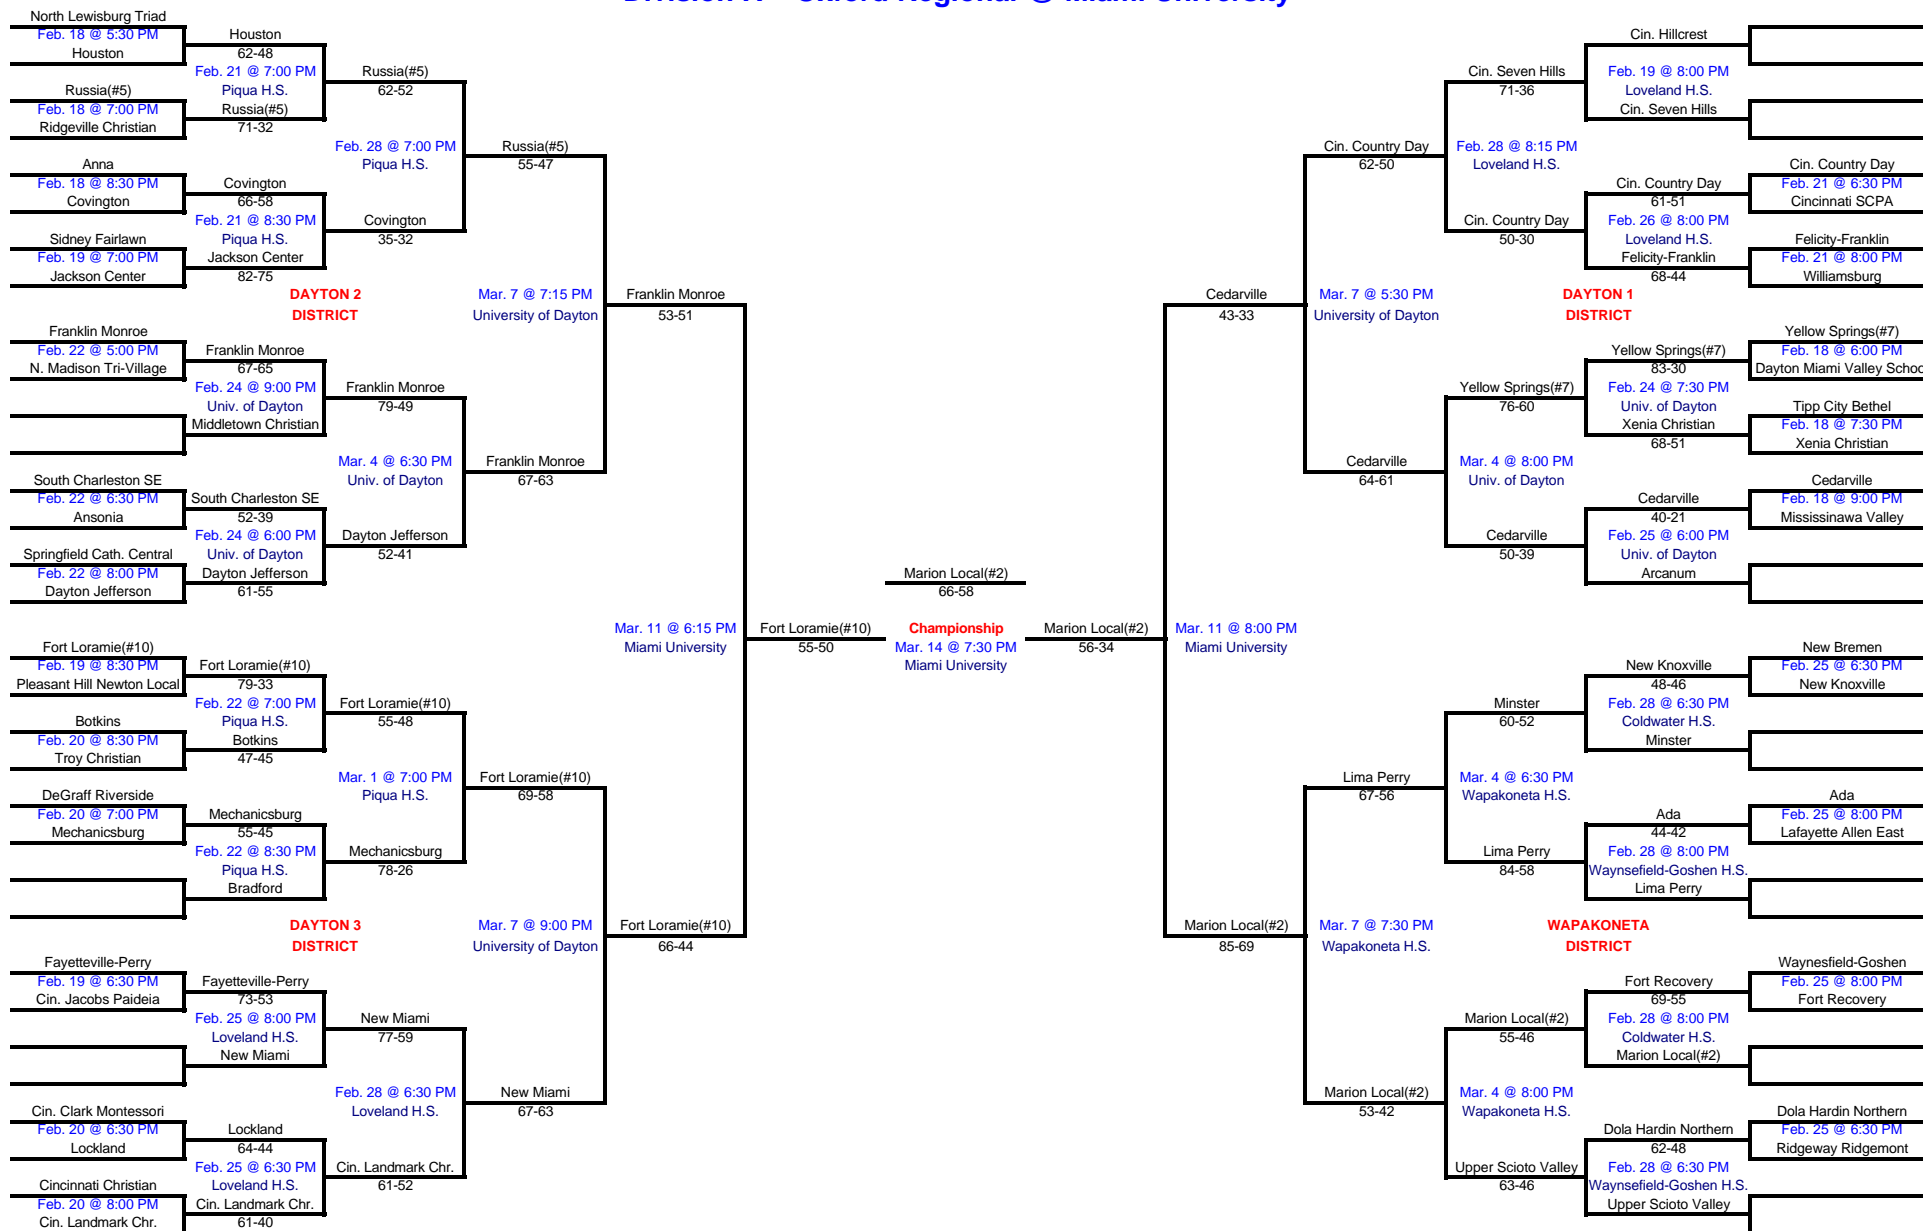 North Lewisburg Triad
Feb. 18 @ 5:30 PM
Houston
Houston
62-48
Feb. 21 @ 7:00 PM
Piqua H.S.
Russia(#5)
Feb. 18 @ 7:00 PM
Ridgeville Christian
Russia(#5)
71-32
Russia(#5)
62-52
Feb. 28 @ 7:00 PM
Piqua H.S.
Anna
Feb. 18 @ 8:30 PM
Covington
Covington
66-58
Feb. 21 @ 8:30 PM
Piqua H.S.
Sidney Fairlawn
Feb. 19 @ 7:00 PM
Jackson Center
Jackson Center
82-75
Covington
35-32
Russia(#5)
55-47
DAYTON 2
DISTRICT
Mar. 7 @ 7:15 PM
University of Dayton
Franklin Monroe
53-51
Franklin Monroe
Feb. 22 @ 5:00 PM
N. Madison Tri-Village
Franklin Monroe
67-65
Feb. 24 @ 9:00 PM
Univ. of Dayton
Middletown Christian
Franklin Monroe
79-49
Mar. 4 @ 6:30 PM
Univ. of Dayton
Franklin Monroe
67-63
South Charleston SE
Feb. 22 @ 6:30 PM
Ansonia
South Charleston SE
52-39
Feb. 24 @ 6:00 PM
Univ. of Dayton
Springfield Cath. Central
Feb. 22 @ 8:00 PM
Dayton Jefferson
Dayton Jefferson
61-55
Dayton Jefferson
52-41
Mar. 11 @ 6:15 PM
Miami University
Fort Loramie(#10)
55-50
Fort Loramie(#10)
Feb. 19 @ 8:30 PM
Pleasant Hill Newton Local
Fort Loramie(#10)
79-33
Feb. 22 @ 7:00 PM
Piqua H.S.
Botkins
Feb. 20 @ 8:30 PM
Troy Christian
Botkins
47-45
Fort Loramie(#10)
55-48
Mar. 1 @ 7:00 PM
Piqua H.S.
Fort Loramie(#10)
69-58
DeGraff Riverside
Feb. 20 @ 7:00 PM
Mechanicsburg
Mechanicsburg
55-45
Feb. 22 @ 8:30 PM
Piqua H.S.
Bradford
Mechanicsburg
78-26
DAYTON 3
DISTRICT
Mar. 7 @ 9:00 PM
University of Dayton
Fort Loramie(#10)
66-44
Fayetteville-Perry
Feb. 19 @ 6:30 PM
Cin. Jacobs Paideia
Fayetteville-Perry
73-53
Feb. 25 @ 8:00 PM
Loveland H.S.
New Miami
New Miami
77-59
Feb. 28 @ 6:30 PM
Loveland H.S.
New Miami
67-63
Cin. Clark Montessori
Feb. 20 @ 6:30 PM
Lockland
Lockland
64-44
Feb. 25 @ 6:30 PM
Loveland H.S.
Cincinnati Christian
Feb. 20 @ 8:00 PM
Cin. Landmark Chr.
Cin. Landmark Chr.
61-40
Cin. Landmark Chr.
61-52
Marion Local(#2)
66-58
Championship
Mar. 14 @ 7:30 PM
Miami University
Marion Local(#2)
56-34
Mar. 11 @ 8:00 PM
Miami University
Cin. Hillcrest
Feb. 19 @ 8:00 PM
Loveland H.S.
Cin. Seven Hills
Cin. Seven Hills
71-36
Cin. Country Day
62-50
Feb. 28 @ 8:15 PM
Loveland H.S.
Cin. Country Day
Feb. 21 @ 6:30 PM
Cincinnati SCPA
Cin. Country Day
61-51
Feb. 26 @ 8:00 PM
Loveland H.S.
Felicity-Franklin
Feb. 21 @ 8:00 PM
Williamsburg
Felicity-Franklin
68-44
Cin. Country Day
50-30
Cedarville
43-33
Mar. 7 @ 5:30 PM
University of Dayton
DAYTON 1
DISTRICT
Yellow Springs(#7)
Feb. 18 @ 6:00 PM
Yellow Springs(#7)
83-30
Feb. 24 @ 7:30 PM
Univ. of Dayton
Dayton Miami Valley Schoo
Tipp City Bethel
Feb. 18 @ 7:30 PM
Xenia Christian
Xenia Christian
68-51
Yellow Springs(#7)
76-60
Cedarville
64-61
Mar. 4 @ 8:00 PM
Univ. of Dayton
Cedarville
Feb. 18 @ 9:00 PM
Mississinawa Valley
Cedarville
40-21
Feb. 25 @ 6:00 PM
Univ. of Dayton
Arcanum
Cedarville
50-39
New Bremen
Feb. 25 @ 6:30 PM
New Knoxville
New Knoxville
48-46
Feb. 28 @ 6:30 PM
Coldwater H.S.
Minster
Minster
60-52
Lima Perry
67-56
Mar. 4 @ 6:30 PM
Wapakoneta H.S.
Ada
Feb. 25 @ 8:00 PM
Lafayette Allen East
Ada
44-42
Feb. 28 @ 8:00 PM
Waynsefield-Goshen H.S.
Lima Perry
Lima Perry
84-58
Marion Local(#2)
85-69
Mar. 7 @ 7:30 PM
Wapakoneta H.S.
WAPAKONETA
DISTRICT
Waynesfield-Goshen
Feb. 25 @ 8:00 PM
Fort Recovery
Fort Recovery
69-55
Feb. 28 @ 8:00 PM
Coldwater H.S.
Marion Local(#2)
Marion Local(#2)
55-46
Marion Local(#2)
53-42
Mar. 4 @ 8:00 PM
Wapakoneta H.S.
Dola Hardin Northern
Feb. 25 @ 6:30 PM
Ridgeway Ridgemont
Dola Hardin Northern
62-48
Feb. 28 @ 6:30 PM
Waynsefield-Goshen H.S.
Upper Scioto Valley
Upper Scioto Valley
63-46